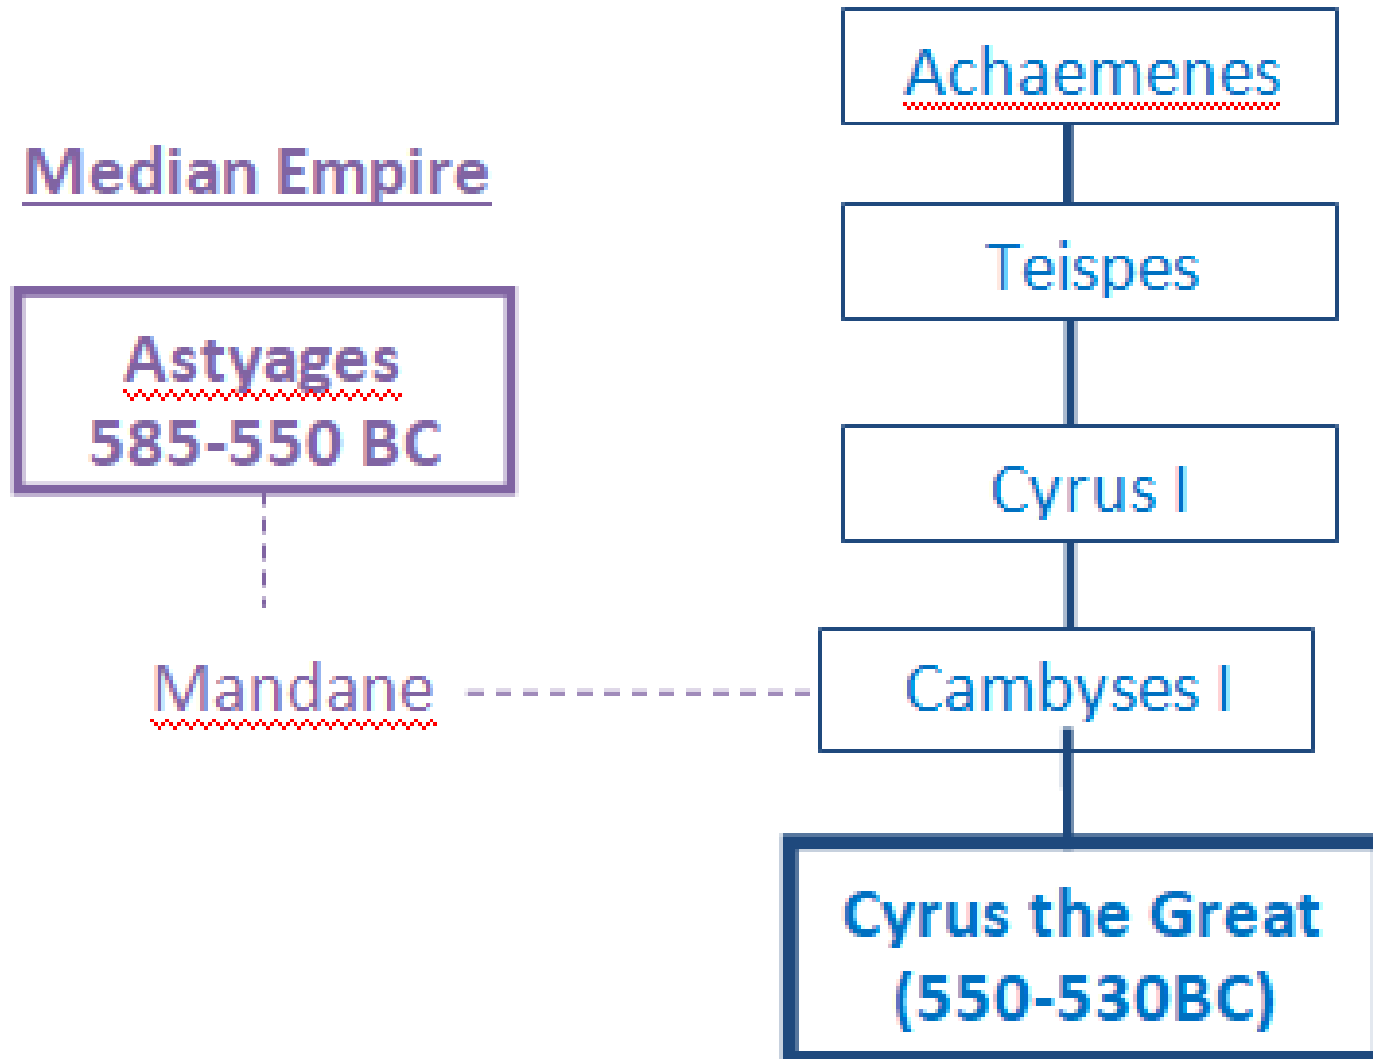 Achaemenes
Median Empire
Teispes
Astyages
585-550 BC
Cyrus I
Mandane
Cambyses I
Cyrus the Great
(550-530BC)